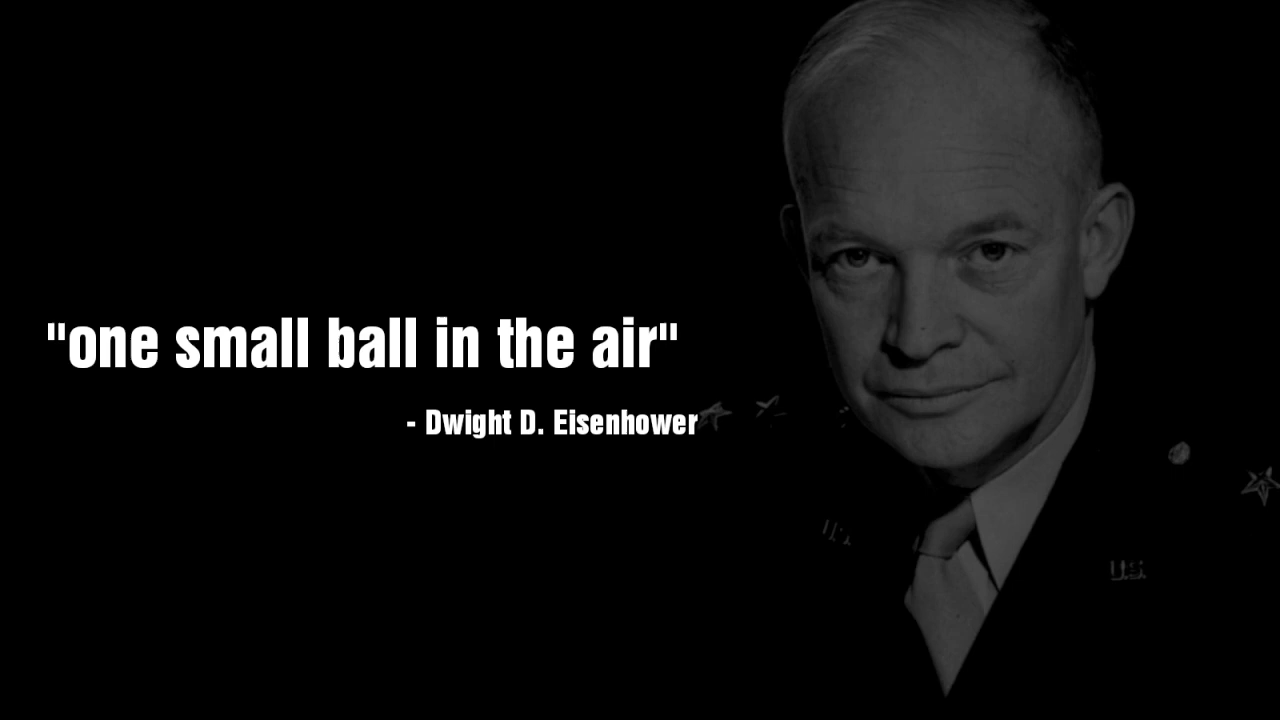 "one small ball in the air"
- Dwight D. Eisenhower
U.S.